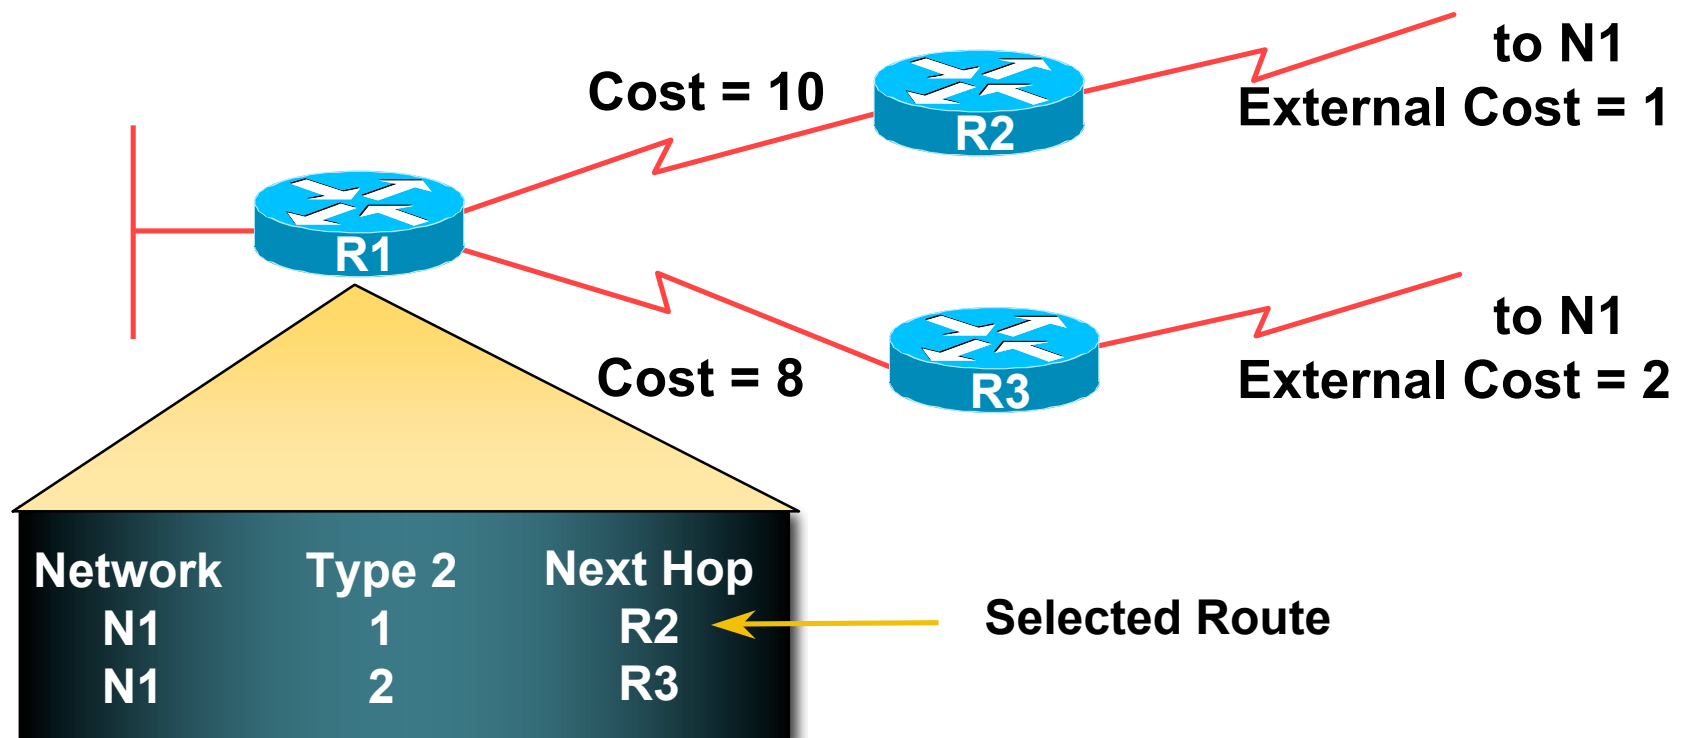 to N1
External Cost = 1
Cost = 10
R2
R1
to N1
External Cost = 2
Cost = 8
R3
Network Type 2 Next Hop
N1 1 R2
N1 2 R3
Selected Route